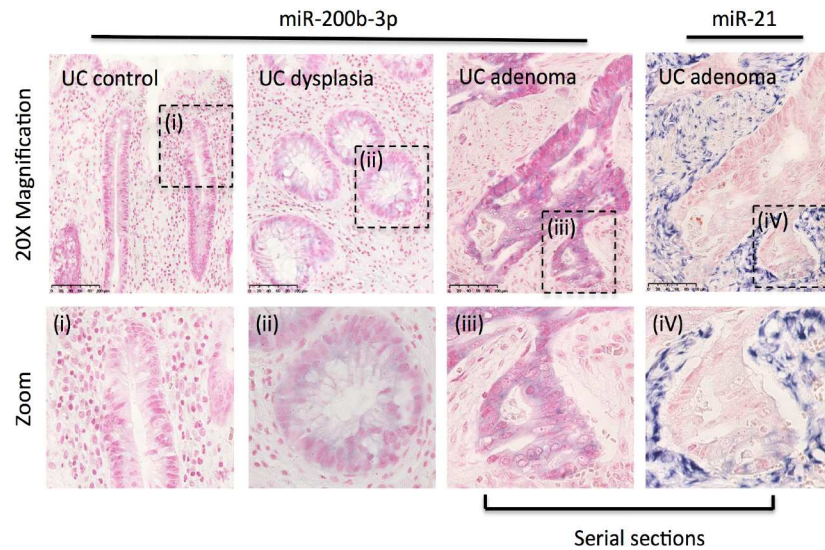 miR-200b-3p
miR-21
20X Magnification
UC control
UC dysplasia
UC adenoma
UC adenoma
(i)
(ii)
(iii)
(iV)
Zoom
(i)
(ii)
(iii)
(iV)
Serial sections